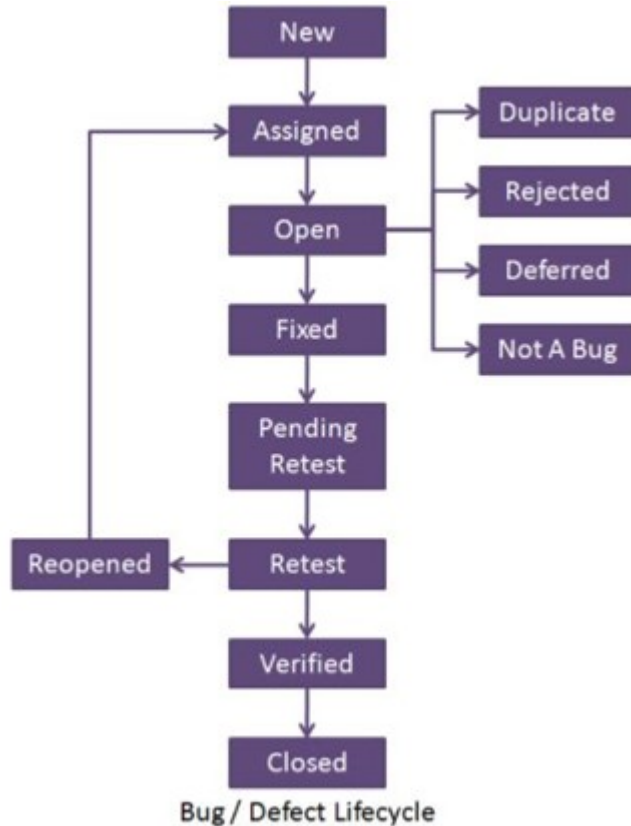 New
Assigned
Duplicate
Rejected
Open
Deferred
Fixed
Not A Bug
Pending
Retest
Reopened
Retest
Verified
Closed
Bug / Defect Lifecycle